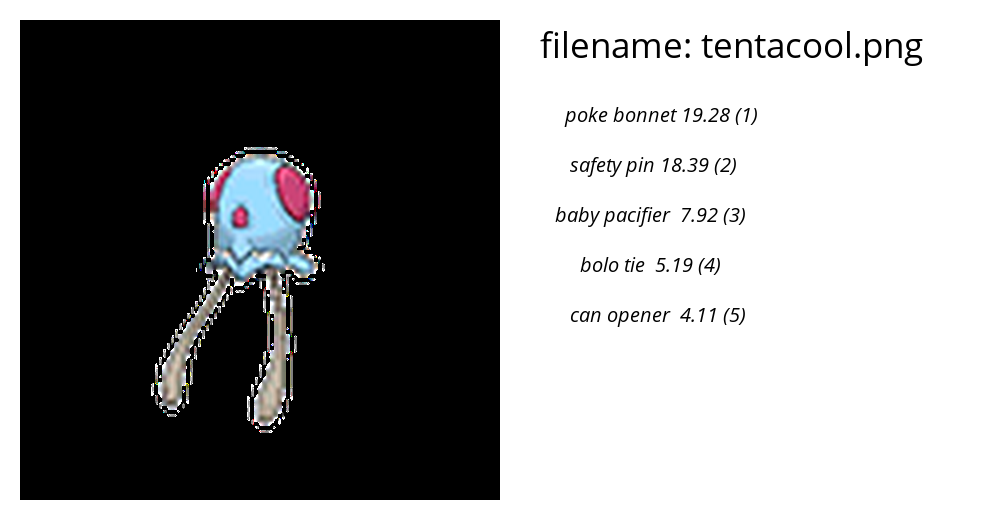 filename: tentacool.png
poke bonnet 19.28 (1)
safety pin 18.39 (2)
baby pacifier 7.92 (3)
bolo tie 5.19 (4)
can opener 4.11 (5)